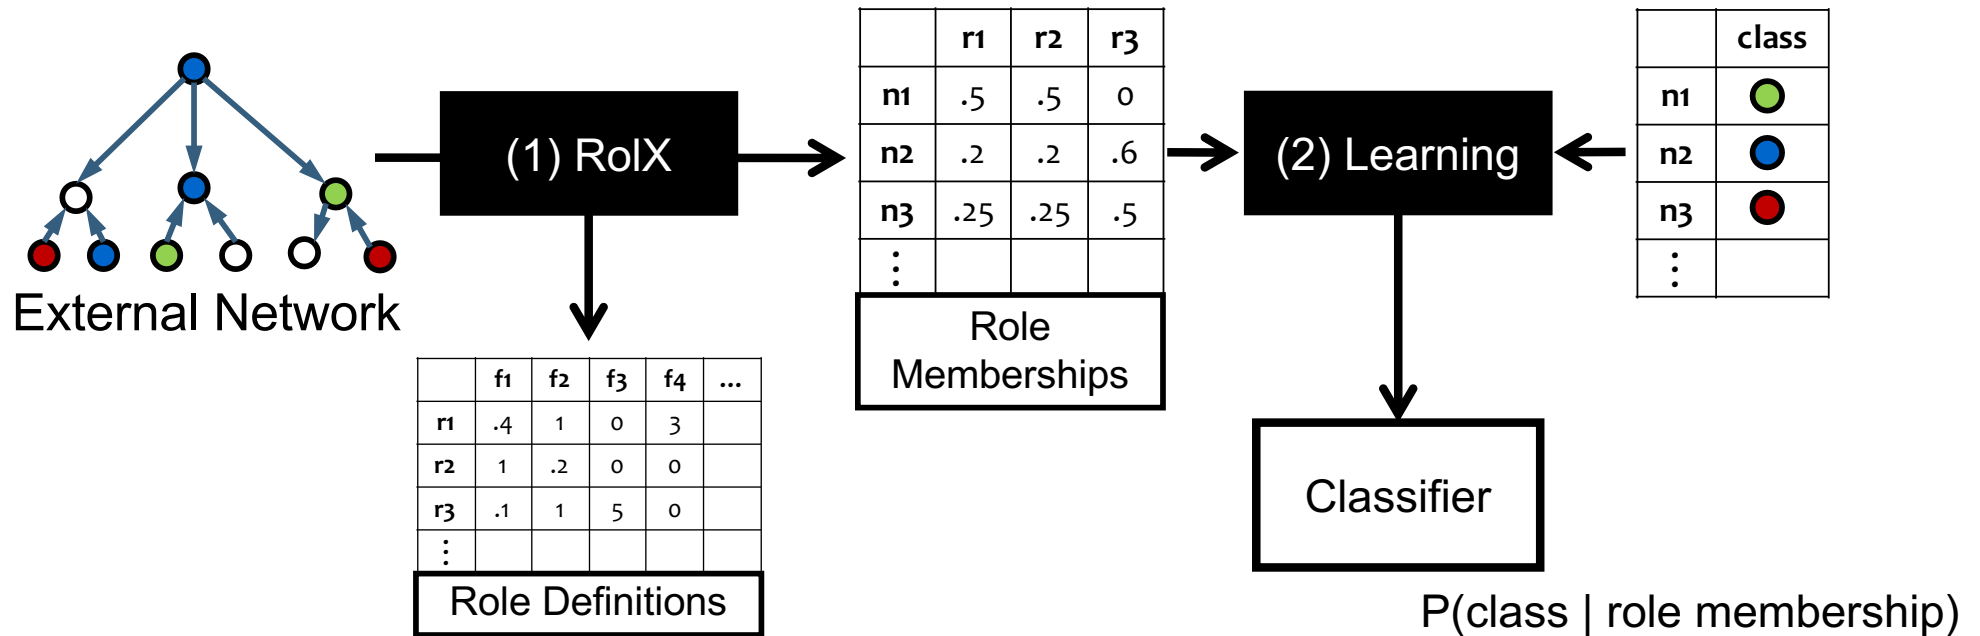 External Network
(1) RolX
f1 f2 f3 f4 ...
r1 .4 1 0 3
r2 1 .2 0 0
r3 .1 1 5 0
⋮
Role Definitions
r1 r2 r3
n1 .5 .5 0
n2 .2 .2 .6
n3 .25 .25 .5
⋮
Role
Memberships
(2) Learning
class
n1
n2
n3
⋮
Classifier
P(class | role membership)